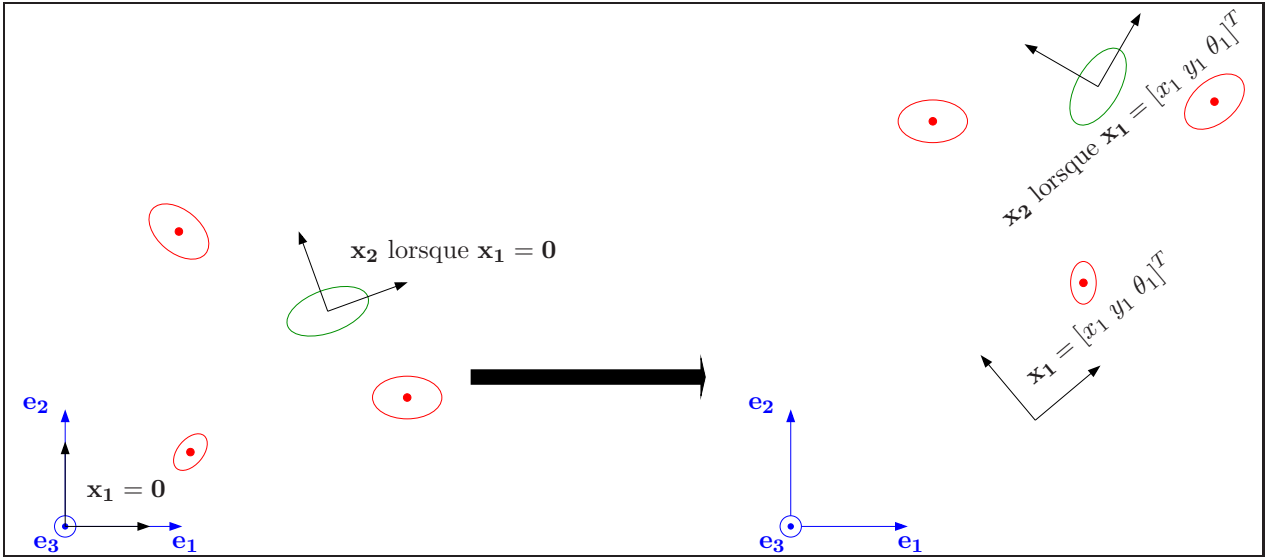 x₂ lorsque x₁ = 0
e₂
x₁ = 0
e₃
e₁
x₂ lorsque x₁ = [x₁ y₁ θ₁]ᵀ
x₁ = [x₁ y₁ θ₁]ᵀ
e₂
e₃
e₁